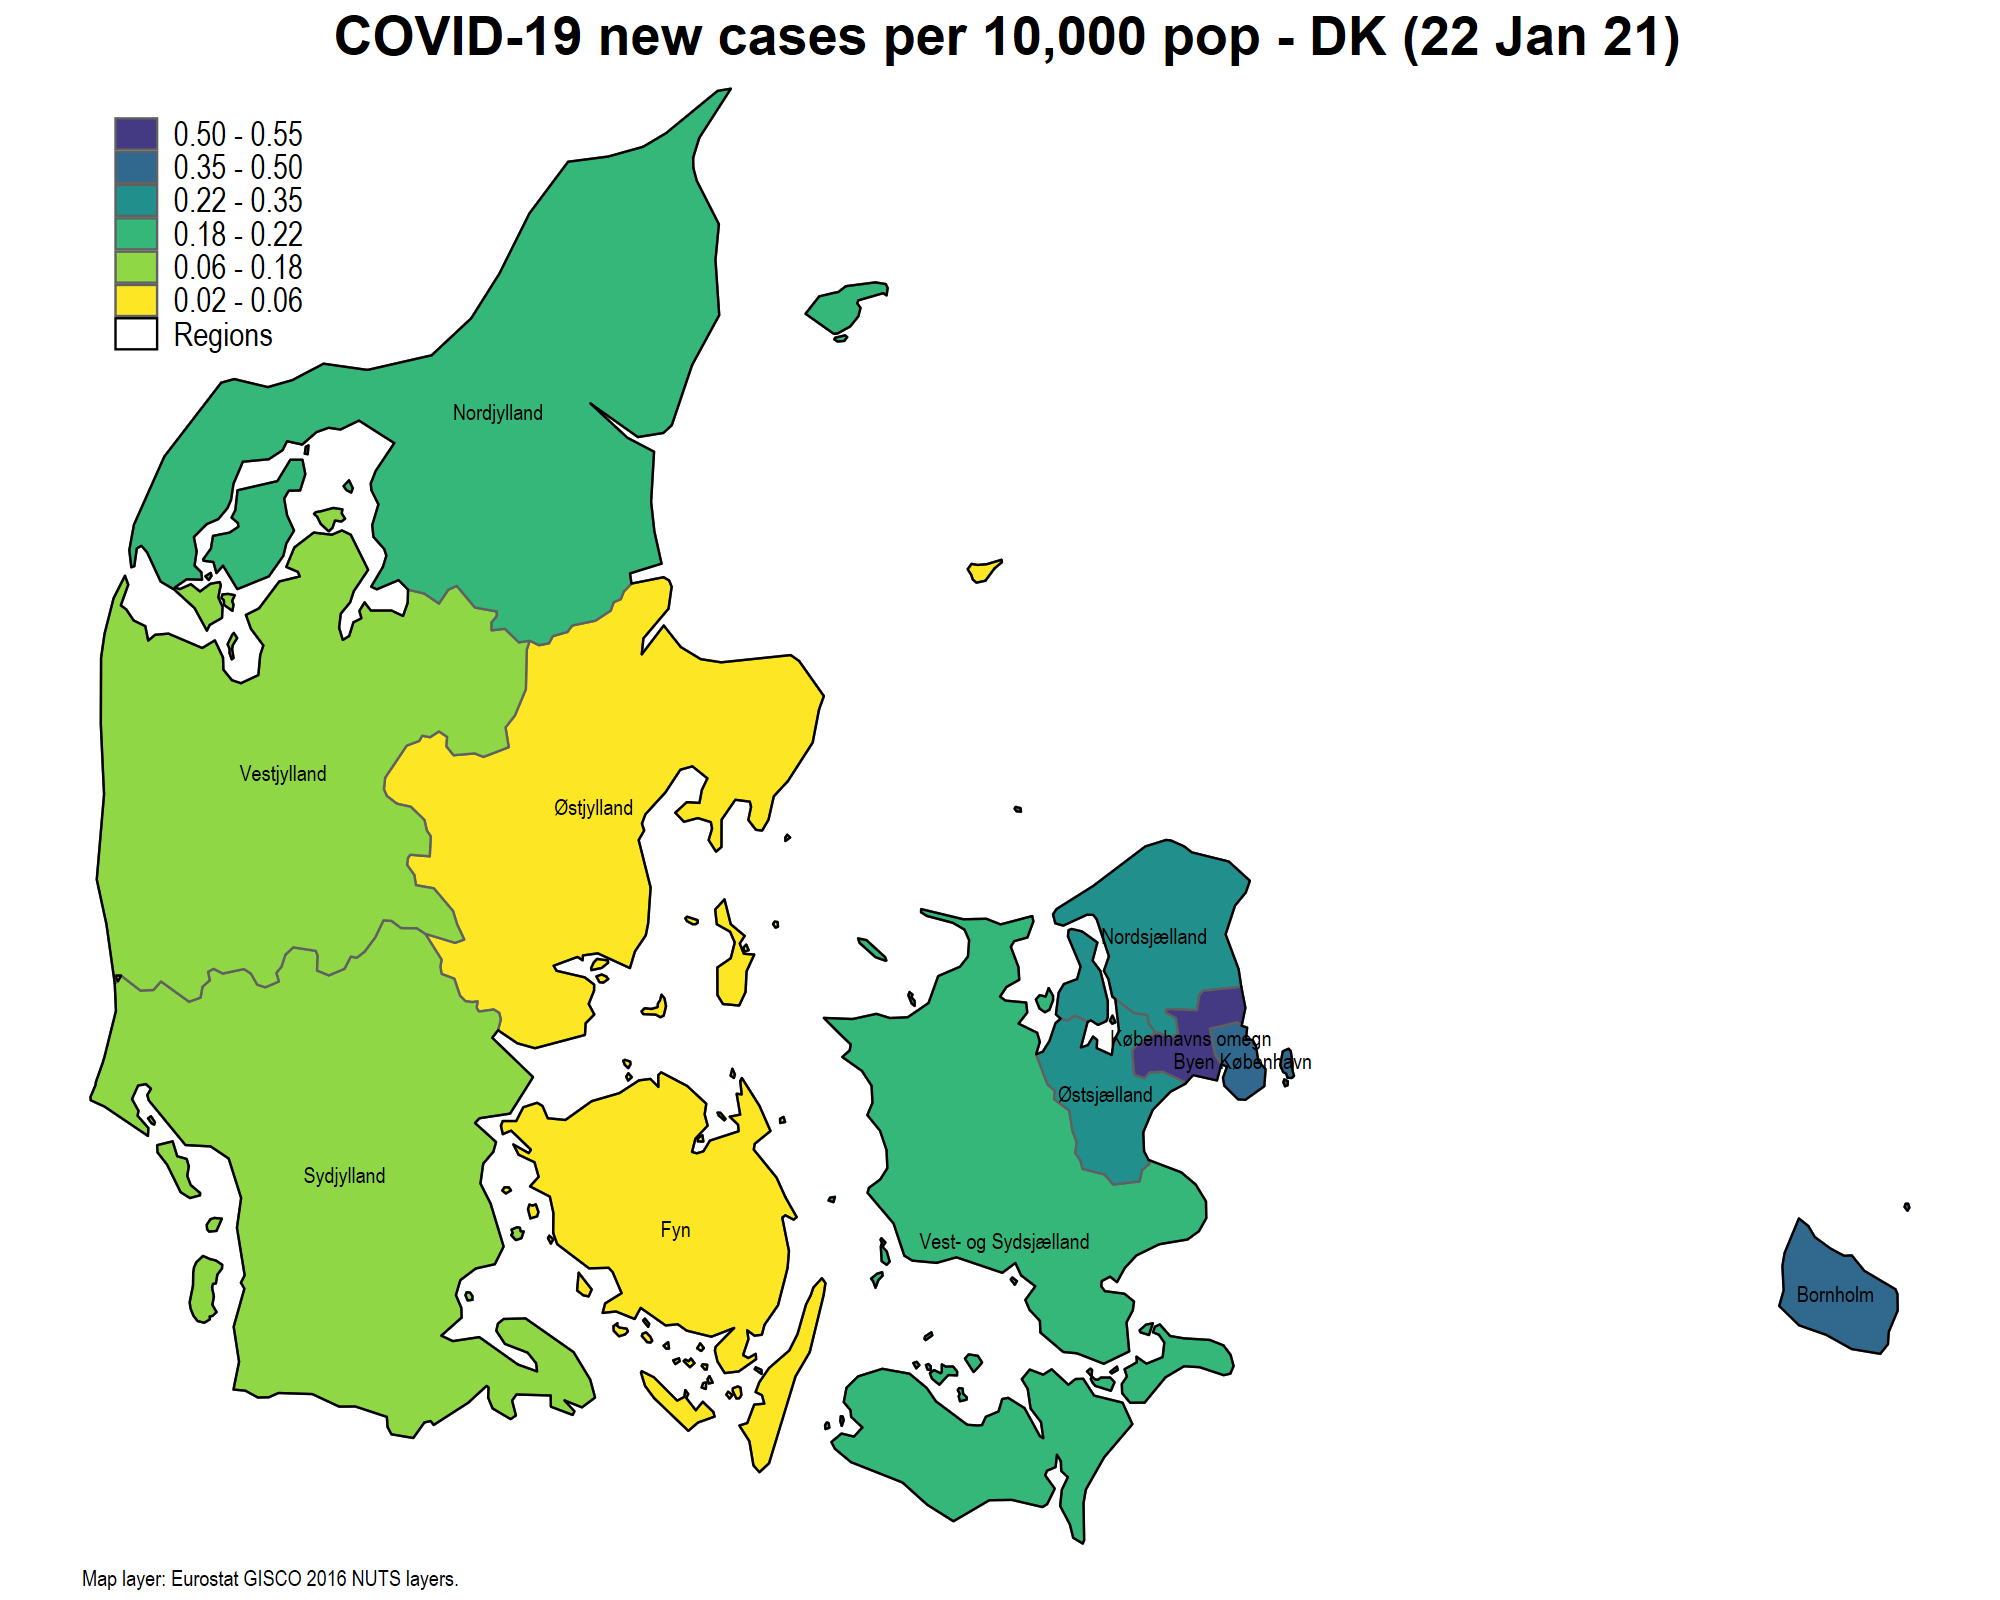 COVID-19 new cases per 10,000 pop - DK (22 Jan 21)
0.50 - 0.55
0.35 - 0.50
0.22 - 0.35
0.18 - 0.22
0.06 - 0.18
0.02 - 0.06
Regions
Nordjylland
Vestjylland
Østjylland
Nordsjælland
Københavns omegn
Byen København
Østsjælland
Sydjylland
Fyn
Vest- og Sydsjælland
Bornholm
Map layer: Eurostat GISCO 2016 NUTS layers.